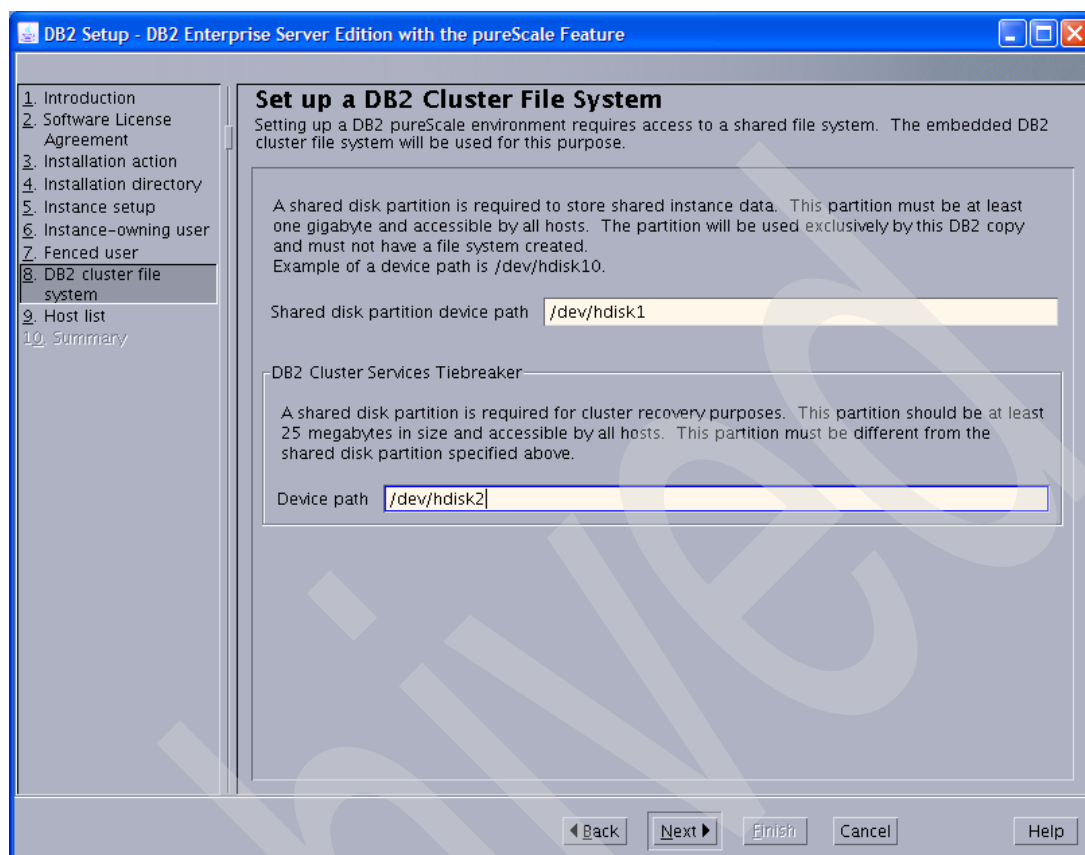 DB2 Setup - DB2 Enterprise Server Edition with the pureScale Feature
1. Introduction
2. Software License
Agreement
3. Installation action
4. Installation directory
5. Instance setup
6. Instance-owning user
7. Fenced user
8. DB2 cluster file
system
9. Host list
10. Summary
Set up a DB2 Cluster File System
Setting up a DB2 pureScale environment requires access to a shared file system. The embedded DB2
cluster file system will be used for this purpose.
A shared disk partition is required to store shared instance data. This partition must be at least
one gigabyte and accessible by all hosts. The partition will be used exclusively by this DB2 copy
and must not have a file system created.
Example of a device path is /dev/hdisk10.
Shared disk partition device path /dev/hdisk1
DB2 Cluster Services Tiebreaker
A shared disk partition is required for cluster recovery purposes. This partition should be at least
25 megabytes in size and accessible by all hosts. This partition must be different from the
shared disk partition specified above.
Device path /dev/hdisk2
Back Next Finish Cancel Help
hived